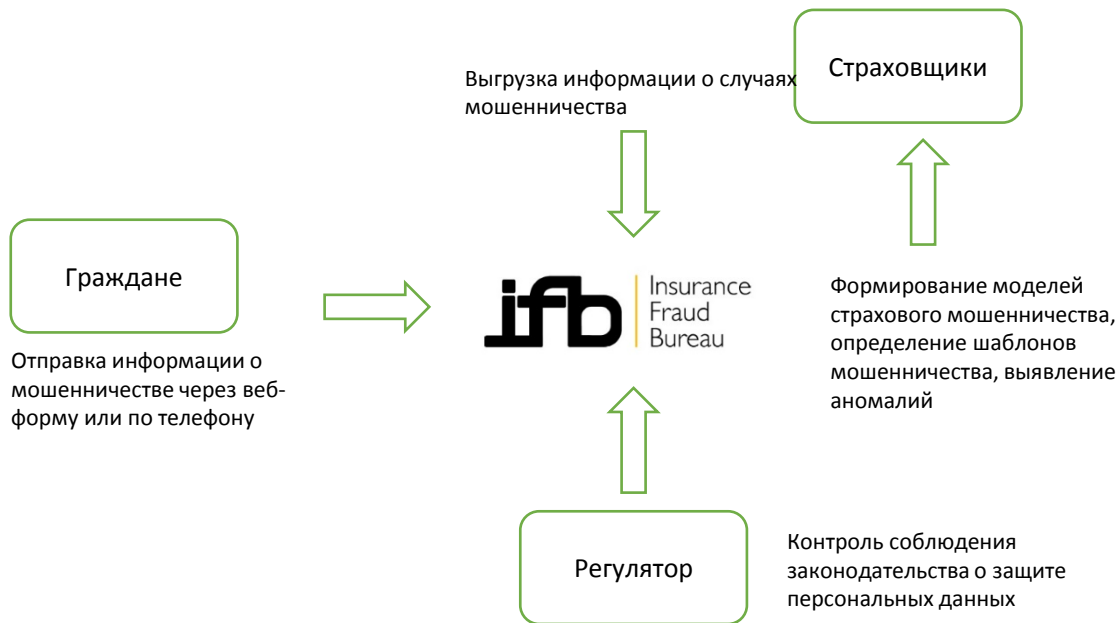 Страховщики
Выгрузка информации о случаях
мошенничества
Граждане
Отправка информации о
мошенничестве через веб-
форму или по телефону
ifb
Insurance
Fraud
Bureau
Формирование моделей
страхового мошенничества,
определение шаблонов
мошенничества, выявление
аномалий
Регулятор
Контроль соблюдения
законодательства о защите
персональных данных